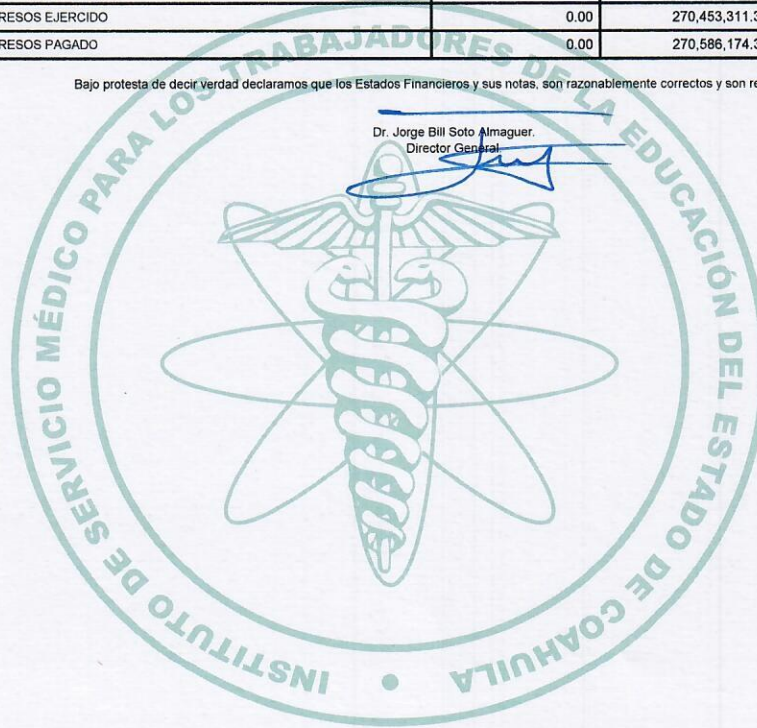 RESOS EJERCIDO 0.00 270,453,311.3
RESOS PAGADO 0.00 270,586,174.3
Bajo protesta de decir verdad declaramos que los Estados Financieros y sus notas, son razonablemente correctos y son re
Dr. Jorge Bill Soto Almaguer.
Director General
INSTITUTO DE SERVICIO MÉDICO PARA LOS TRABAJADORES DE LA EDUCACIÓN DEL ESTADO DE COAHUILA